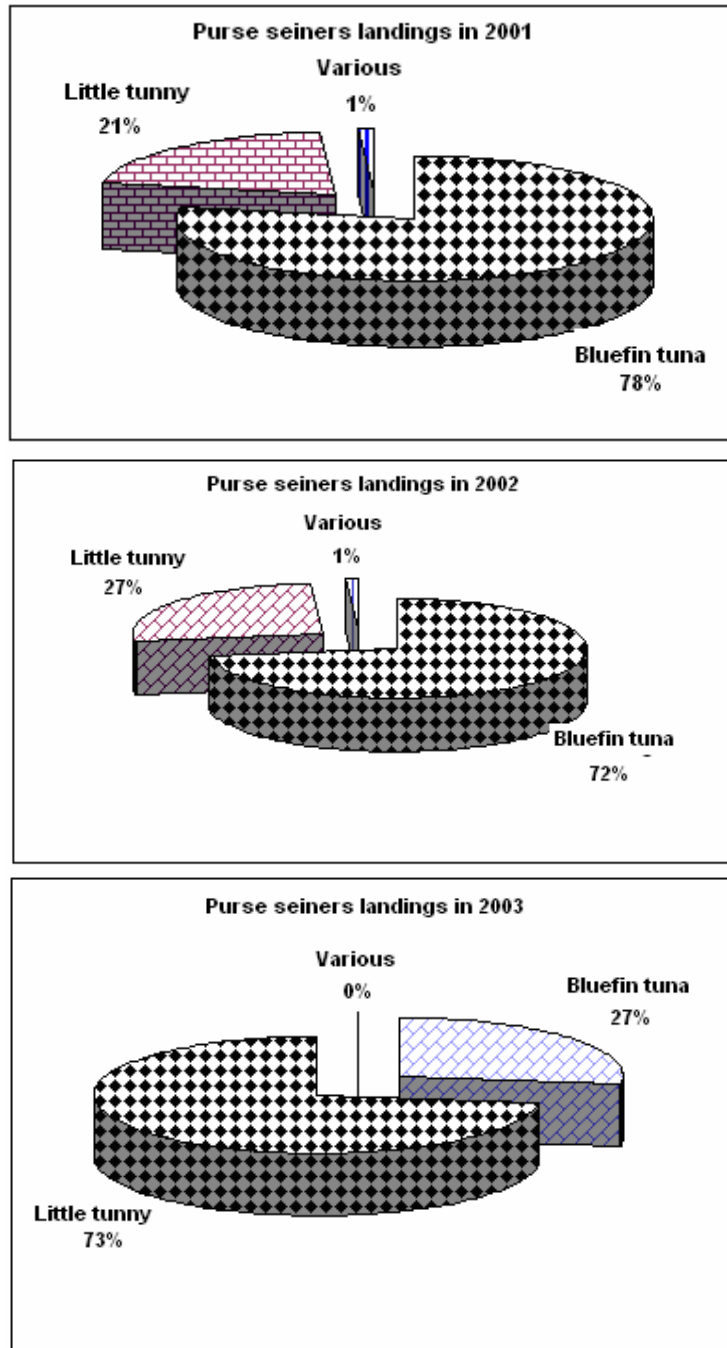 Purse seiners landings in 2001
Various
1%
Little tunny
21%
Bluefin tuna
78%
Purse seiners landings in 2002
Various
1%
Little tunny
27%
Bluefin tuna
72%
Purse seiners landings in 2003
Various
0%
Bluefin tuna
27%
Little tunny
73%